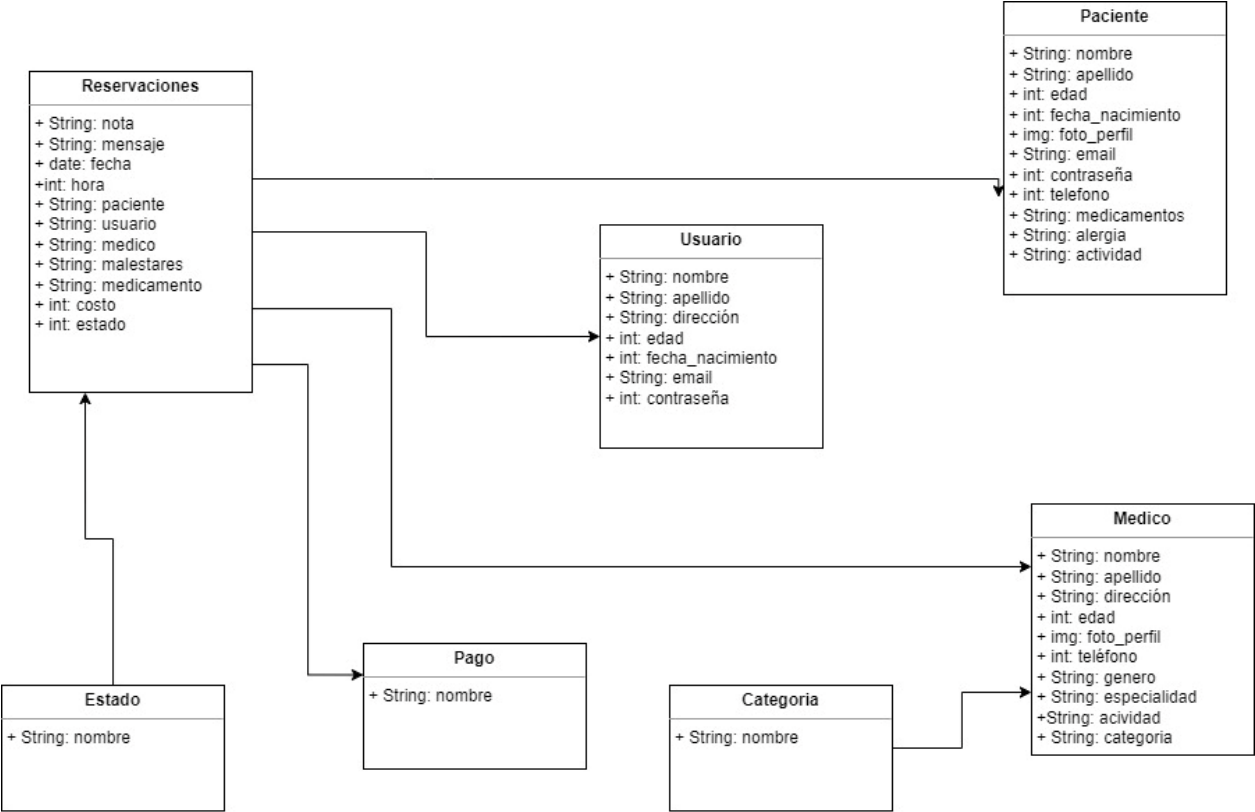 Paciente
+ String: nombre
+ String: apellido
+ int: edad
+ int: fecha_nacimiento
+ img: foto_perfil
+ String: email
+ int: contraseña
+ int: telefono
+ String: medicamentos
+ String: alergia
+ String: actividad
Reservaciones
+ String: nota
+ String: mensaje
+ date: fecha
+int: hora
+ String: paciente
+ String: usuario
+ String: medico
+ String: malestares
+ String: medicamento
+ int: costo
+ int: estado
Usuario
+ String: nombre
+ String: apellido
+ String: dirección
+ int: edad
+ int: fecha_nacimiento
+ String: email
+ int: contraseña
Medico
+ String: nombre
+ String: apellido
+ String: dirección
+ int: edad
+ img: foto_perfil
+ int: teléfono
+ String: genero
+ String: especialidad
+String: acividad
+ String: categoria
Pago
+ String: nombre
Estado
+ String: nombre
Categoria
+ String: nombre